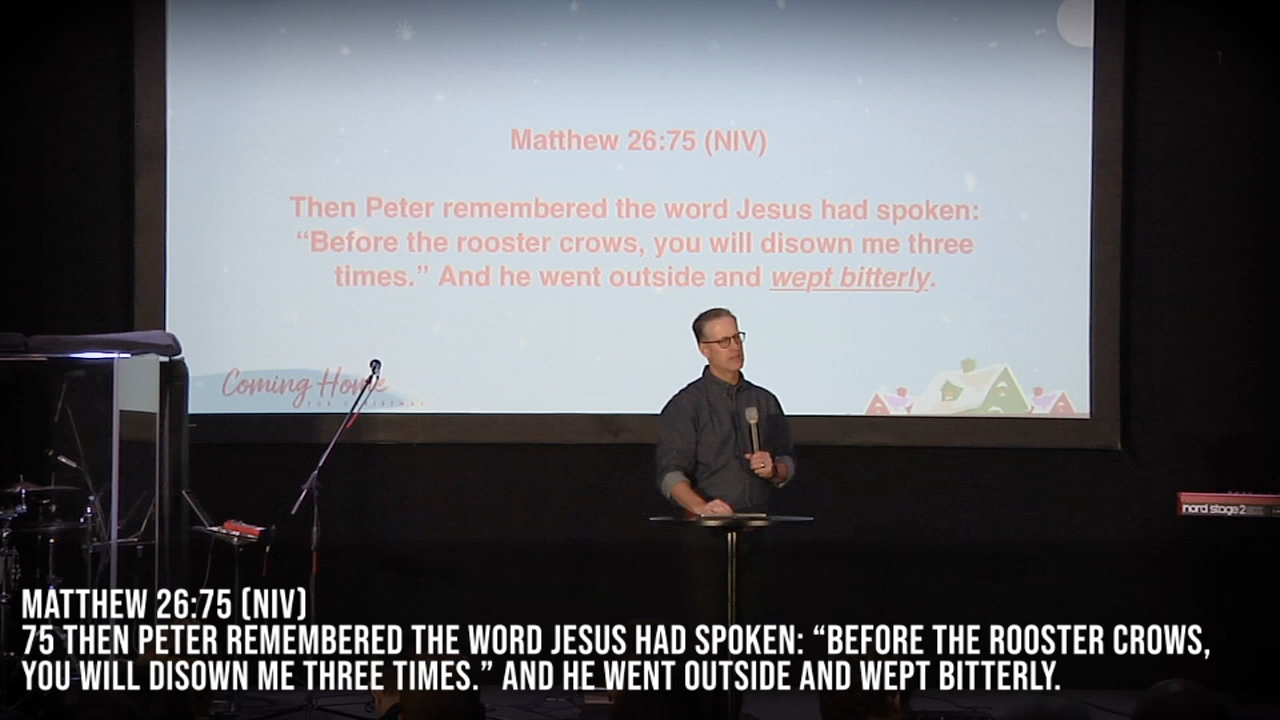 Matthew 26:75 (NIV)
Then Peter remembered the word Jesus had spoken:
“Before the rooster crows, you will disown me three
times.” And he went outside and wept bitterly.
Coming Home
FOR CHRISTMAS
nord stage 2
MATTHEW 26:75 (NIV)
75 THEN PETER REMEMBERED THE WORD JESUS HAD SPOKEN: “BEFORE THE ROOSTER CROWS,
YOU WILL DISOWN ME THREE TIMES.” AND HE WENT OUTSIDE AND WEPT BITTERLY.